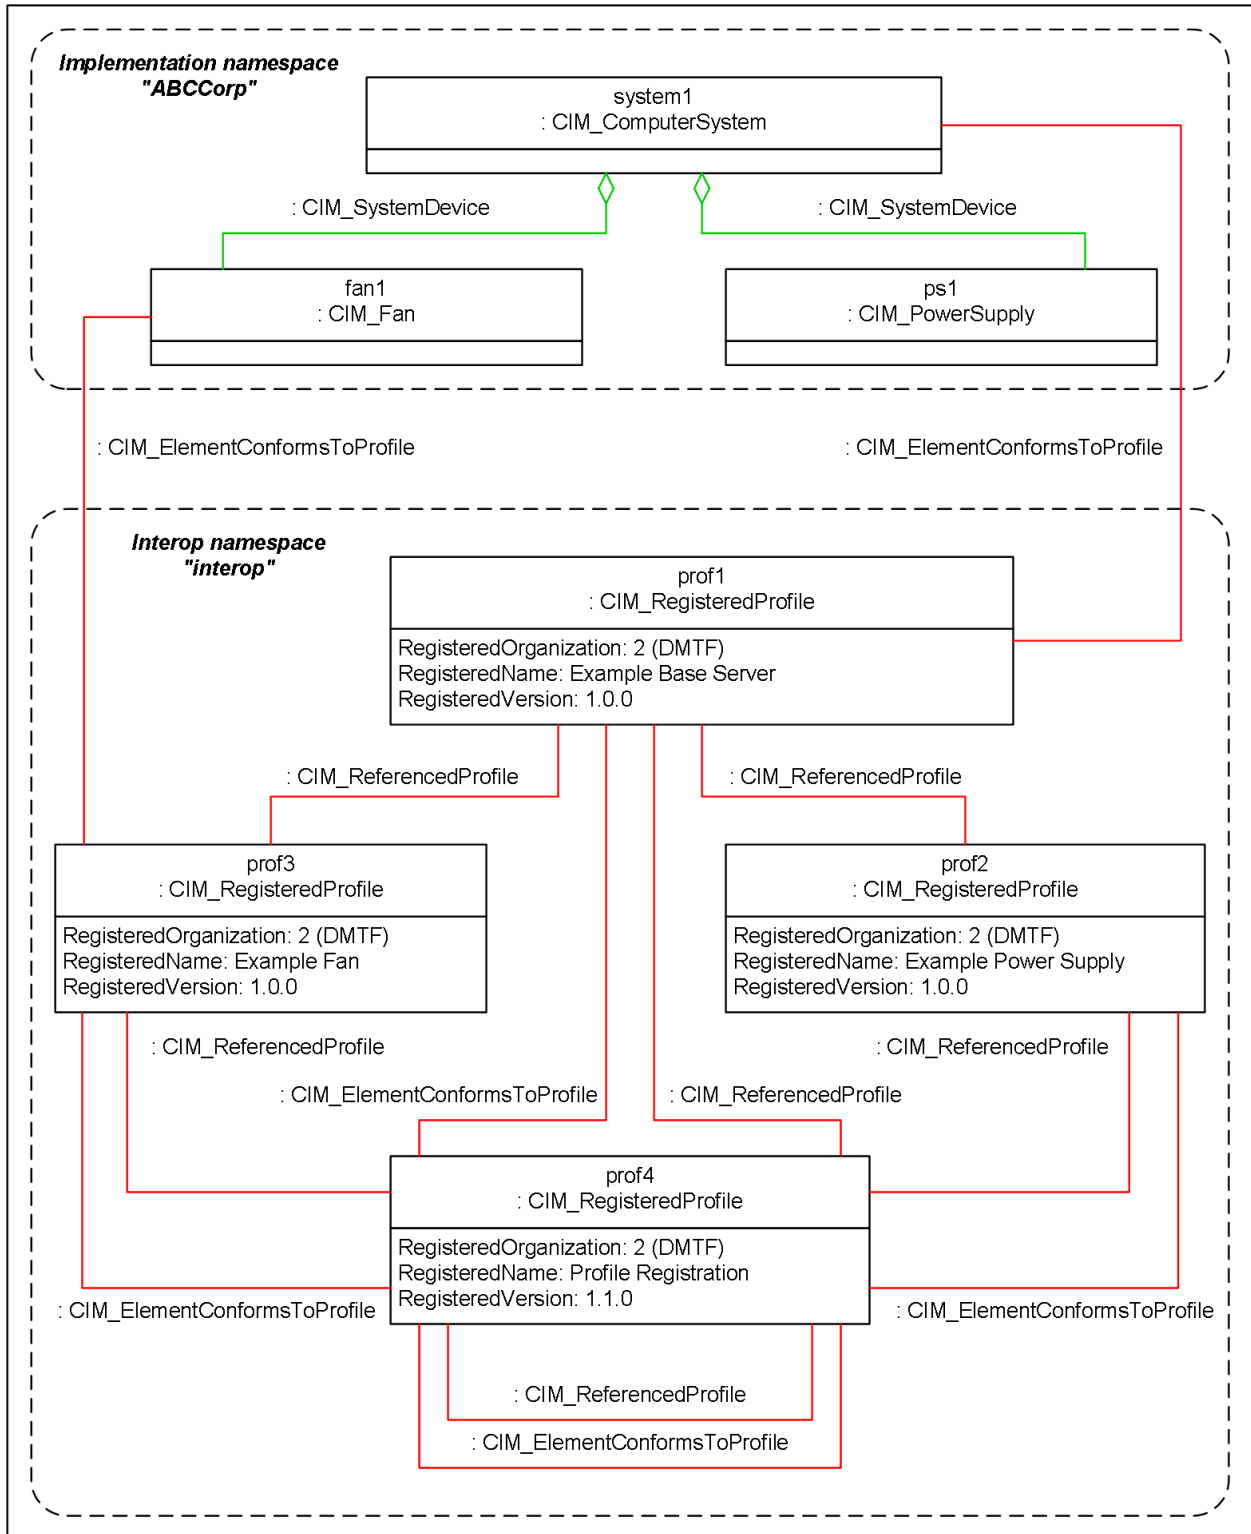 Implementation namespace
"ABCCorp"
system1
: CIM_ComputerSystem
: CIM_SystemDevice
: CIM_SystemDevice
fan1
: CIM_Fan
ps1
: CIM_PowerSupply
: CIM_ElementConformsToProfile
: CIM_ElementConformsToProfile
Interop namespace
"interop"
prof1
: CIM_RegisteredProfile
RegisteredOrganization: 2 (DMTF)
RegisteredName: Example Base Server
RegisteredVersion: 1.0.0
: CIM_ReferencedProfile
: CIM_ReferencedProfile
prof3
: CIM_RegisteredProfile
RegisteredOrganization: 2 (DMTF)
RegisteredName: Example Fan
RegisteredVersion: 1.0.0
prof2
: CIM_RegisteredProfile
RegisteredOrganization: 2 (DMTF)
RegisteredName: Example Power Supply
RegisteredVersion: 1.0.0
: CIM_ReferencedProfile
: CIM_ReferencedProfile
: CIM_ElementConformsToProfile
: CIM_ReferencedProfile
prof4
: CIM_RegisteredProfile
RegisteredOrganization: 2 (DMTF)
RegisteredName: Profile Registration
RegisteredVersion: 1.1.0
: CIM_ElementConformsToProfile
: CIM_ElementConformsToProfile
: CIM_ReferencedProfile
: CIM_ElementConformsToProfile